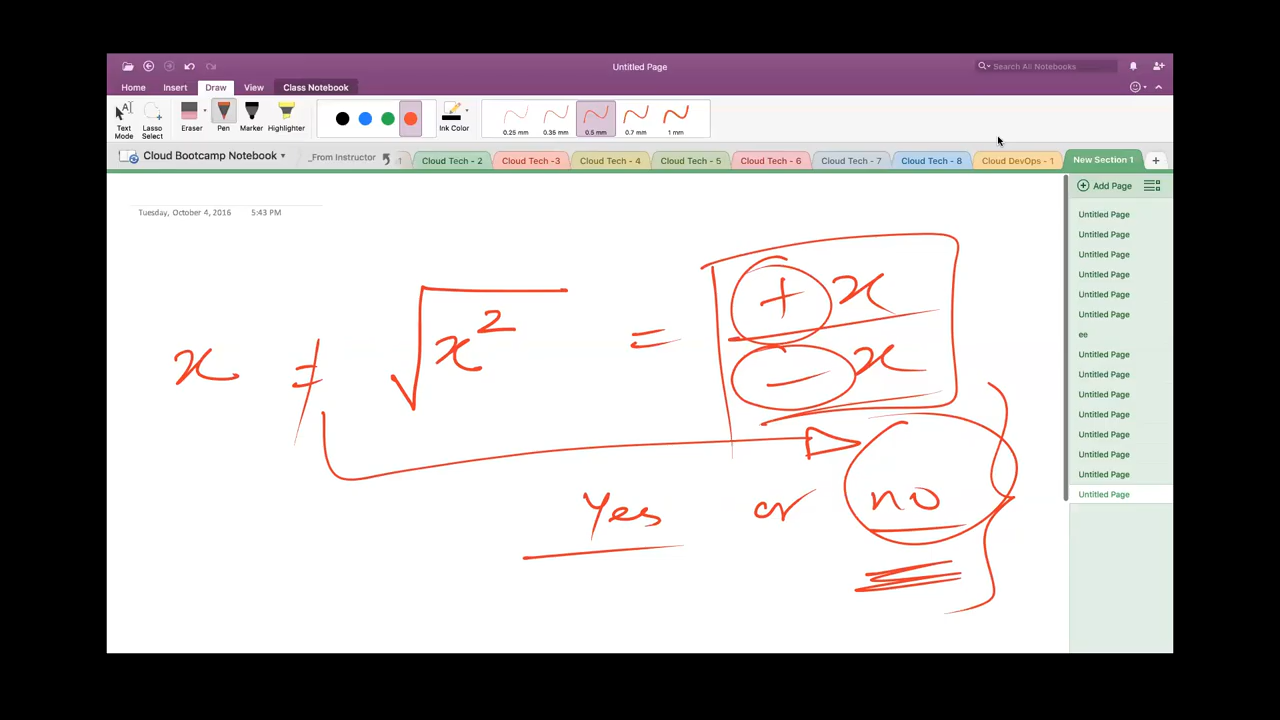 Untitled Page
Search All Notebooks
Home Insert Draw View Class Notebook
Text Mode
Lasso Select
Eraser
Pen
Marker
Highlighter
Ink Color
0.25 mm
0.35 mm
0.5 mm
0.7 mm
1 mm
Cloud Bootcamp Notebook
_From Instructor
1
Cloud Tech - 2
Cloud Tech -3
Cloud Tech - 4
Cloud Tech - 5
Cloud Tech - 6
Cloud Tech - 7
Cloud Tech - 8
Cloud DevOps - 1
New Section 1
+
Add Page
Tuesday, October 4, 2016 5:43 PM
x ≠ √x² = +x
−x
Yes or no
Untitled Page
Untitled Page
Untitled Page
Untitled Page
Untitled Page
Untitled Page
ee
Untitled Page
Untitled Page
Untitled Page
Untitled Page
Untitled Page
Untitled Page
Untitled Page
Untitled Page